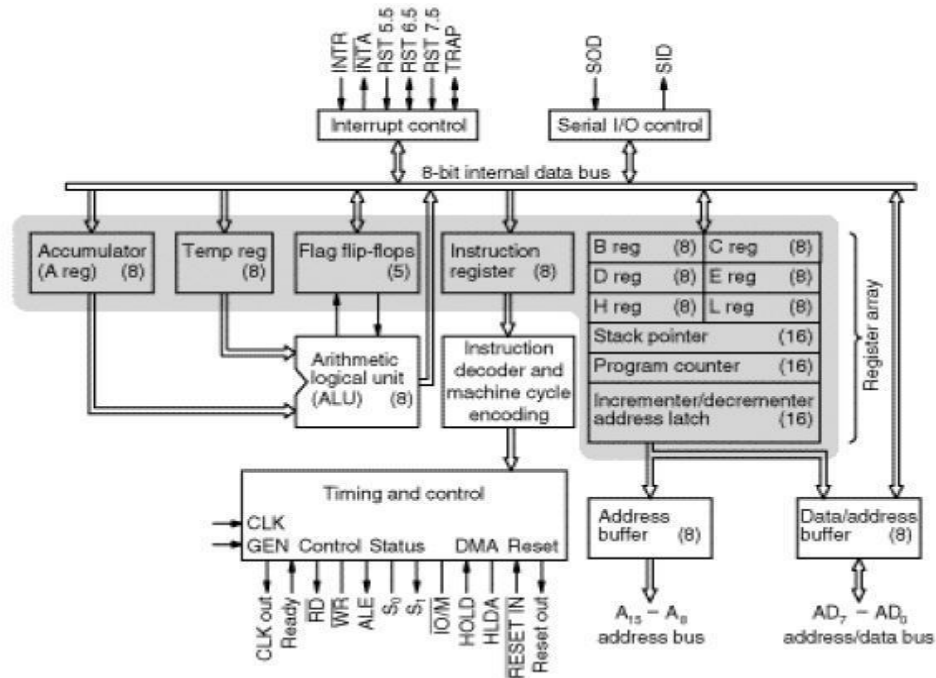 INTR
INTA
RST 5.5
RST 6.5
RST 7.5
TRAP
SOD
SID
Interrupt control
Serial I/O control
8-bit internal data bus
Accumulator
(A reg) (8)
Temp reg
(8)
Flag flip-flops
(5)
Instruction
register (8)
B reg (8) C reg (8)
D reg (8) E reg (8)
H reg (8) L reg (8)
Stack pointer (16)
Program counter (16)
Incrementer/decrementer
address latch (16)
Register array
Arithmetic
logical unit
(ALU) (8)
Instruction
decoder and
machine cycle
encoding
Timing and control
CLK
GEN Control Status DMA Reset
CLK out
Ready
RD
WR
ALE
S0
S1
IO/M
HOLD
HLDA
RESET IN
Reset out
Address
buffer (8)
Data/address
buffer (8)
A15 – A8
address bus
AD7 – AD0
address/data bus